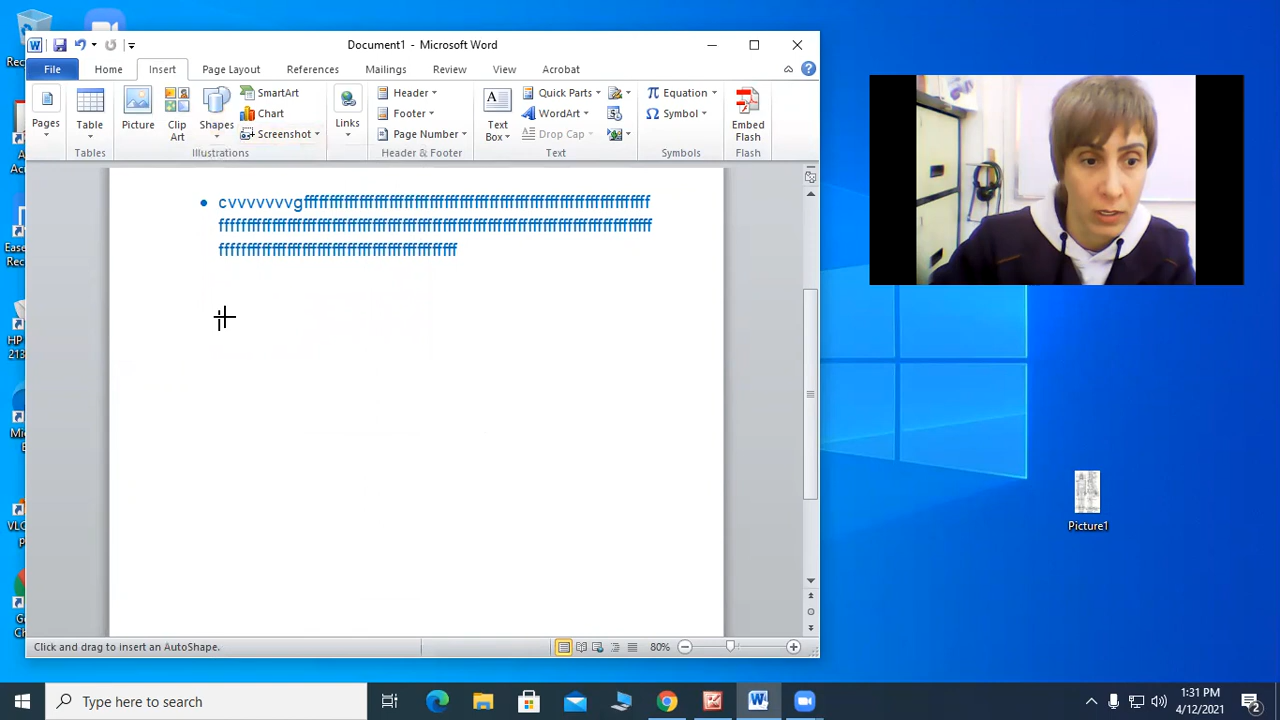 Document1 - Microsoft Word
File Home Insert Page Layout References Mailings Review View Acrobat
Pages
Table
Picture
Clip
Art
Shapes
SmartArt
Chart
Screenshot
Links
Header
Footer
Page Number
Text
Box
Quick Parts
WordArt
Drop Cap
Equation
Symbol
Embed
Flash
Tables Illustrations Header & Footer Text Symbols Flash
Picture1
Click and drag to insert an AutoShape. 80%
Type here to search
1:31 PM
4/12/2021
2